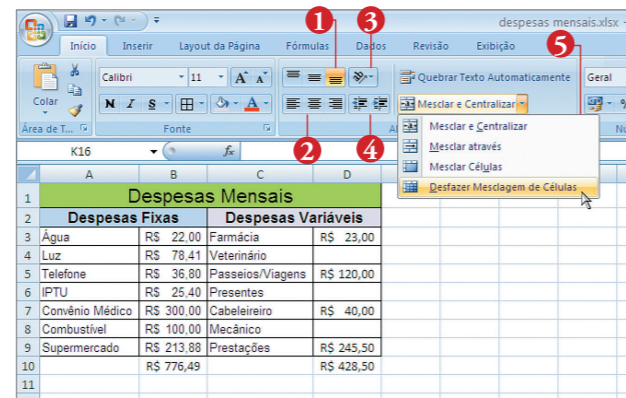 1 3
despesas mensais.xlsx
Início Inserir Layout da Página Fórmulas Dados Revisão Exibição 5
Colar Calibri 11 A A Quebrar Texto Automaticamente Geral
N I S A Mesclar e Centralizar
Área de T... Fonte
2 4
Mesclar e Centralizar
Mesclar através
Mesclar Células
Desfazer Mesclagem de Células
K16 fx
A B C D
1 Despesas Mensais
2 Despesas Fixas Despesas Variáveis
3 Água R$ 22,00 Farmácia R$ 23,00
4 Luz R$ 78,41 Veterinário
5 Telefone R$ 36,80 Passeios/Viagens R$ 120,00
6 IPTU R$ 25,40 Presentes
7 Convênio Médico R$ 300,00 Cabeleireiro R$ 40,00
8 Combustível R$ 100,00 Mecânico
9 Supermercado R$ 213,88 Prestações R$ 245,50
10 R$ 776,49 R$ 428,50
11